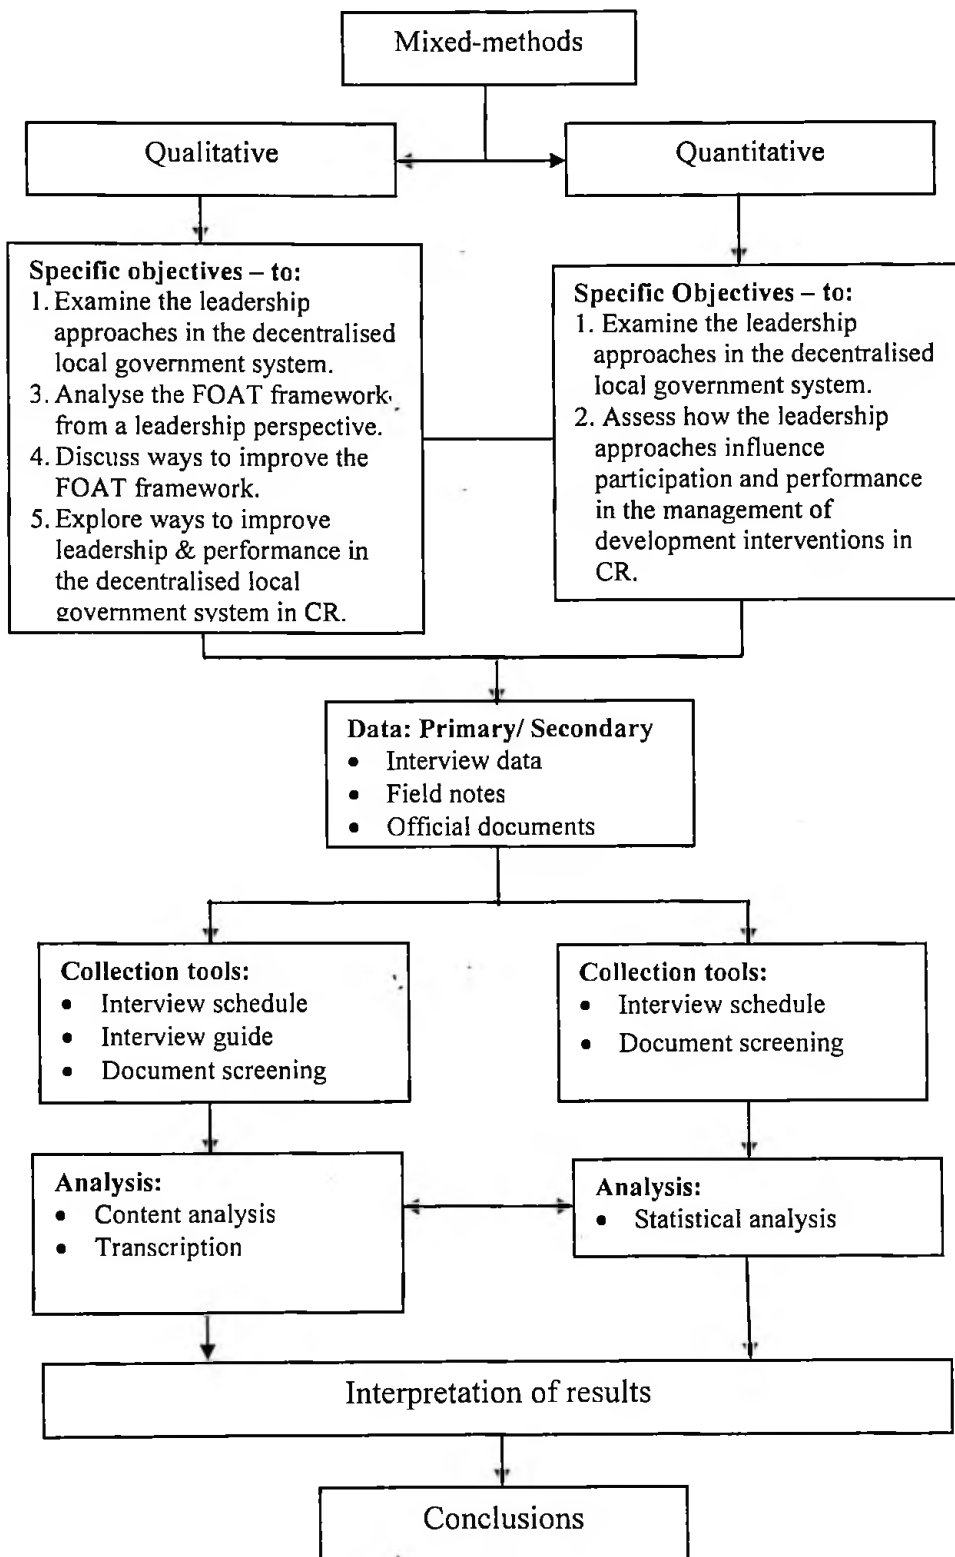 Mixed-methods
Qualitative
Quantitative
Specific objectives – to:
1. Examine the leadership
approaches in the decentralised
local government system.
3. Analyse the FOAT framework
from a leadership perspective.
4. Discuss ways to improve the
FOAT framework.
5. Explore ways to improve
leadership & performance in
the decentralised local
government system in CR.
Specific Objectives – to:
1. Examine the leadership
approaches in the decentralised
local government system.
2. Assess how the leadership
approaches influence
participation and performance
in the management of
development interventions in
CR.
Data: Primary/ Secondary
• Interview data
• Field notes
• Official documents
Collection tools:
• Interview schedule
• Interview guide
• Document screening
Collection tools:
• Interview schedule
• Document screening
Analysis:
• Content analysis
• Transcription
Analysis:
• Statistical analysis
Interpretation of results
Conclusions